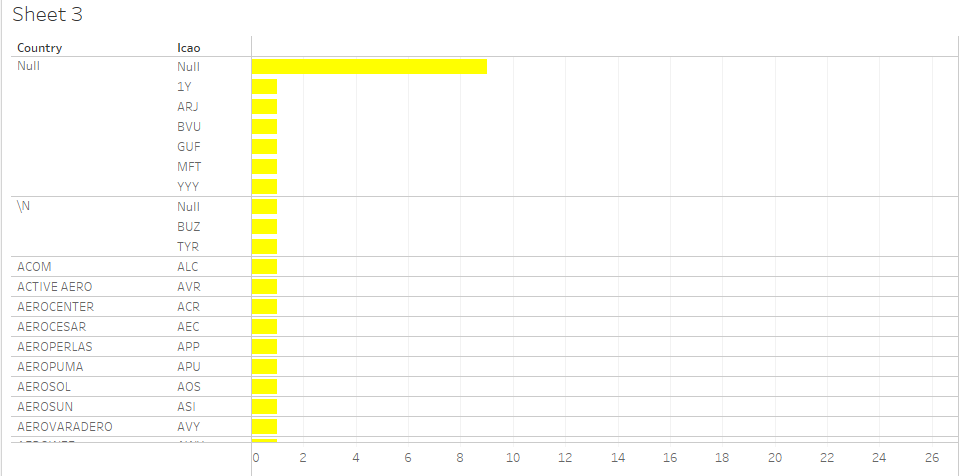 Sheet 3
Country Icao
Null Null
1Y
ARJ
BVU
GUF
MFT
YYY
\N Null
BUZ
TYR
ACOM ALC
ACTIVE AERO AVR
AEROCENTER ACR
AEROCESAR AEC
AEROPERLAS APP
AEROPUMA APU
AEROSOL AOS
AEROSUN ASI
AEROVARADERO AVY
0 2 4 6 8 10 12 14 16 18 20 22 24 26